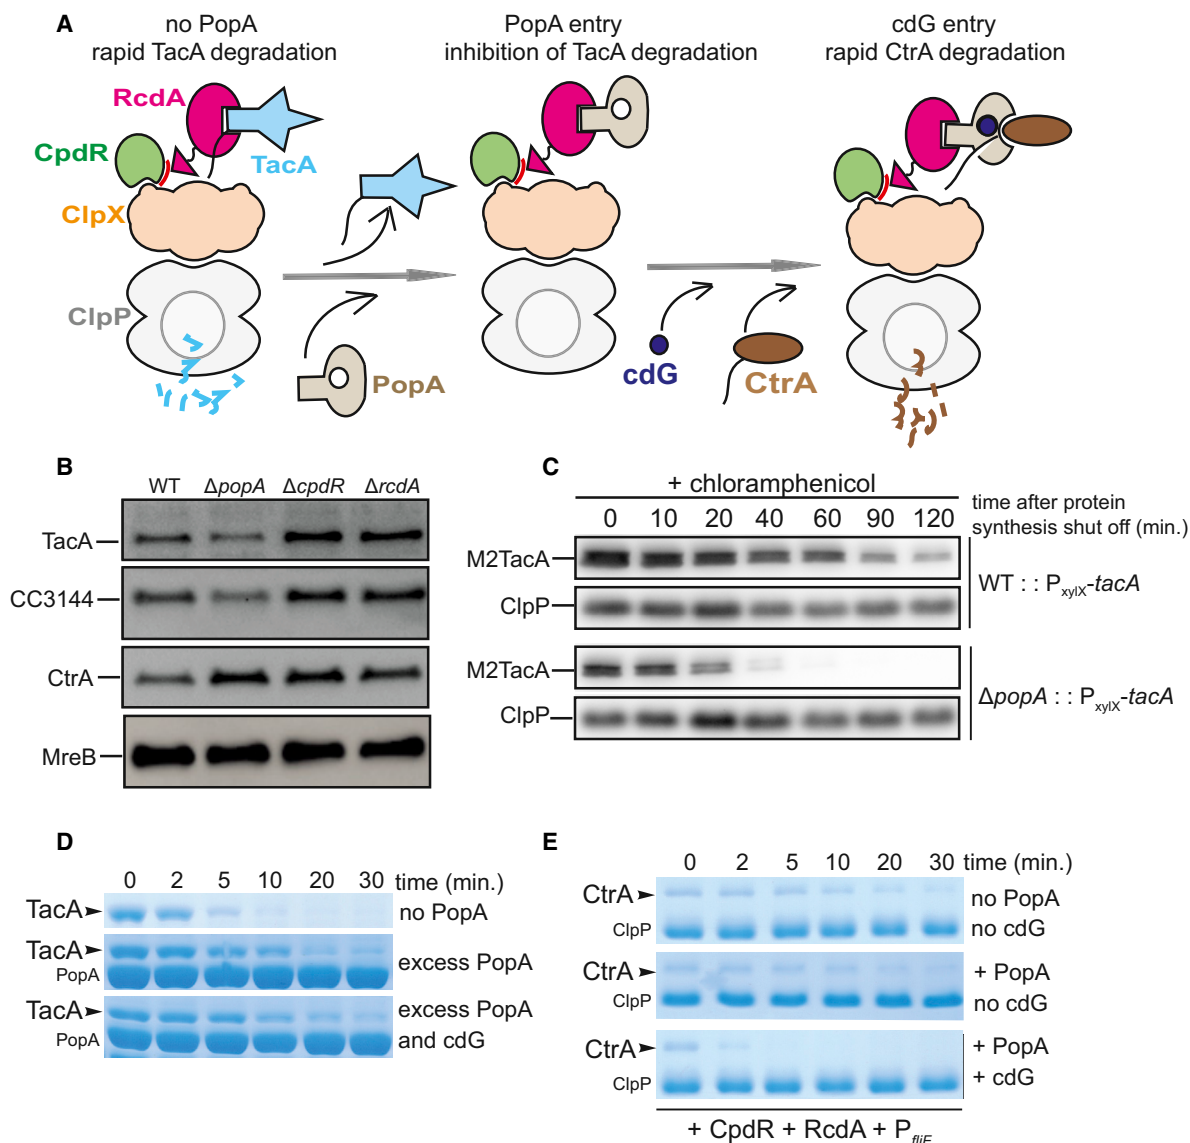 A
no PopA
rapid TacA degradation
PopA entry
inhibition of TacA degradation
cdG entry
rapid CtrA degradation
RcdA
CpdR
TacA
ClpX
ClpP
PopA
cdG
CtrA
B
WT ΔpopA ΔcpdR ΔrcdA
TacA
CC3144
CtrA
MreB
C
+ chloramphenicol
0 10 20 40 60 90 120
time after protein
synthesis shut off (min.)
M2TacA
ClpP
WT : : PxylX-tacA
M2TacA
ClpP
ΔpopA : : PxylX-tacA
D
0 2 5 10 20 30 time (min.)
TacA
no PopA
TacA
PopA
excess PopA
TacA
PopA
excess PopA
and cdG
E
0 2 5 10 20 30 time (min.)
CtrA
ClpP
no PopA
no cdG
CtrA
ClpP
+ PopA
no cdG
CtrA
ClpP
+ PopA
+ cdG
+ CpdR + RcdA + PfliF